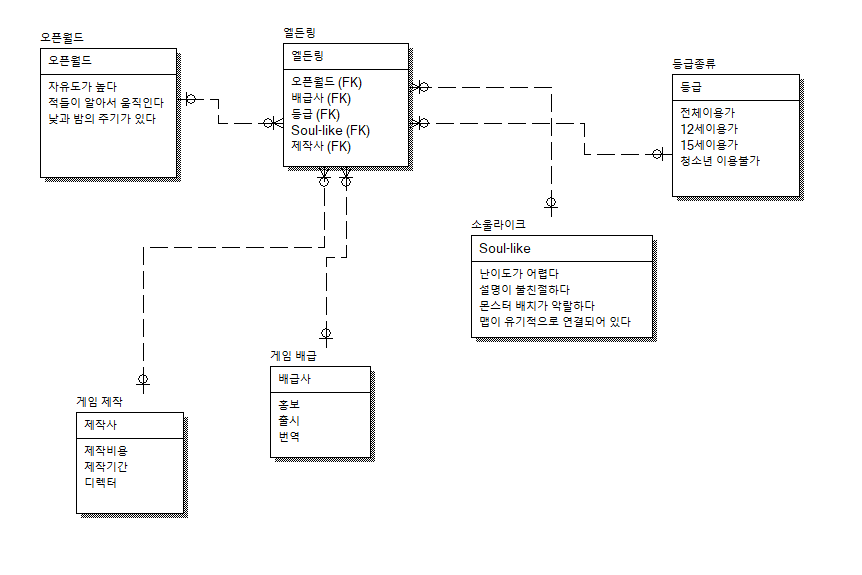 오픈월드
오픈월드
자유도가 높다
적들이 알아서 움직인다
낮과 밤의 주기가 있다
엘든링
엘든링
오픈월드 (FK)
배급사 (FK)
등급 (FK)
Soul-like (FK)
제작사 (FK)
등급종류
등급
전체이용가
12세이용가
15세이용가
청소년 이용불가
소울라이크
Soul-like
난이도가 어렵다
설명이 불친절하다
몬스터 배치가 악랄하다
맵이 유기적으로 연결되어 있다
게임 배급
배급사
홍보
출시
번역
게임 제작
제작사
제작비용
제작기간
디렉터